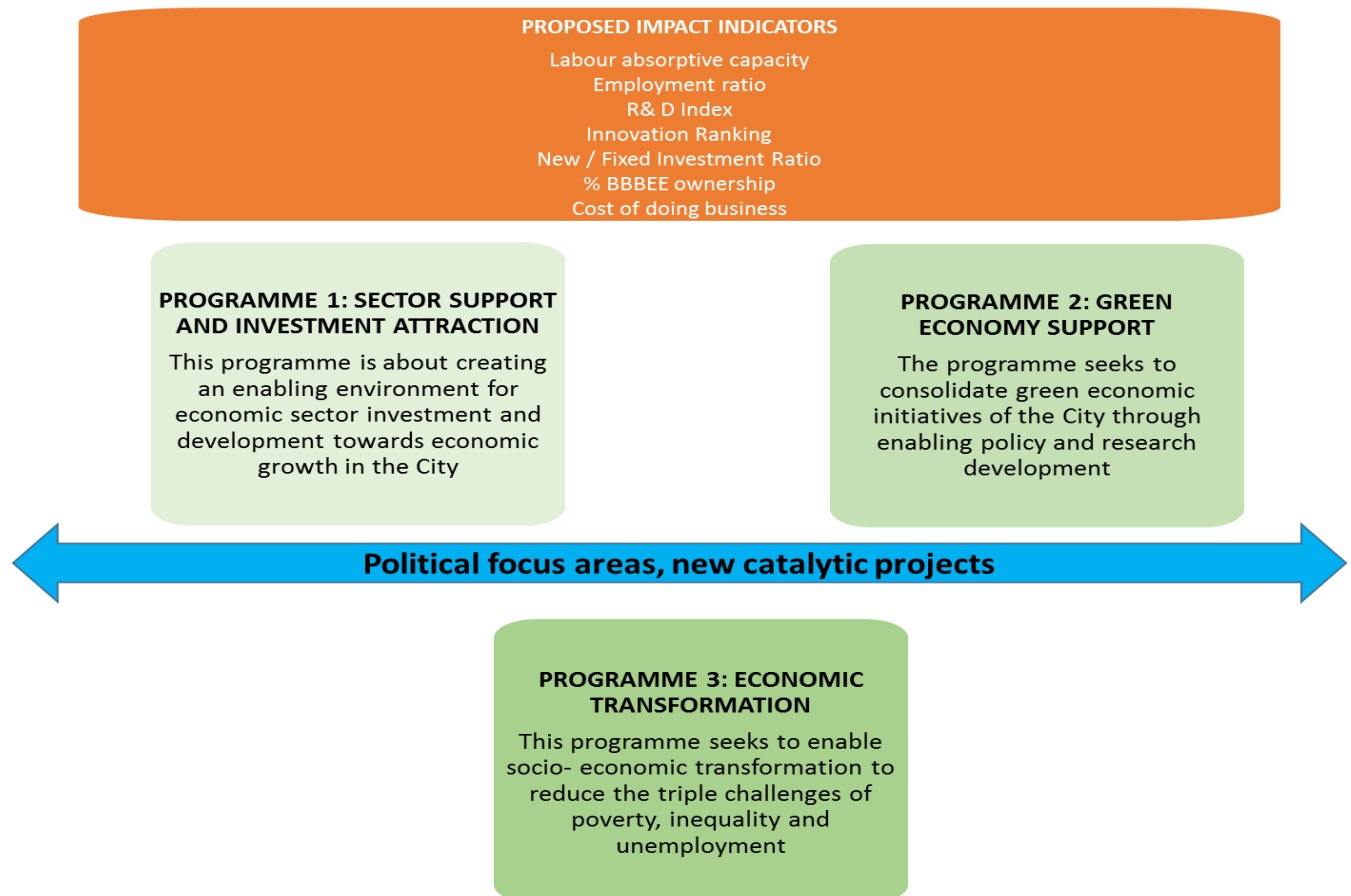 PROPOSED IMPACT INDICATORS
Labour absorptive capacity
Employment ratio
R& D Index
Innovation Ranking
New / Fixed Investment Ratio
% BBBEE ownership
Cost of doing business
PROGRAMME 1: SECTOR SUPPORT
AND INVESTMENT ATTRACTION
This programme is about creating
an enabling environment for
economic sector investment and
development towards economic
growth in the City
PROGRAMME 2: GREEN
ECONOMY SUPPORT
The programme seeks to
consolidate green economic
initiatives of the City through
enabling policy and research
development
Political focus areas, new catalytic projects
PROGRAMME 3: ECONOMIC
TRANSFORMATION
This programme seeks to enable
socio- economic transformation to
reduce the triple challenges of
poverty, inequality and
unemployment